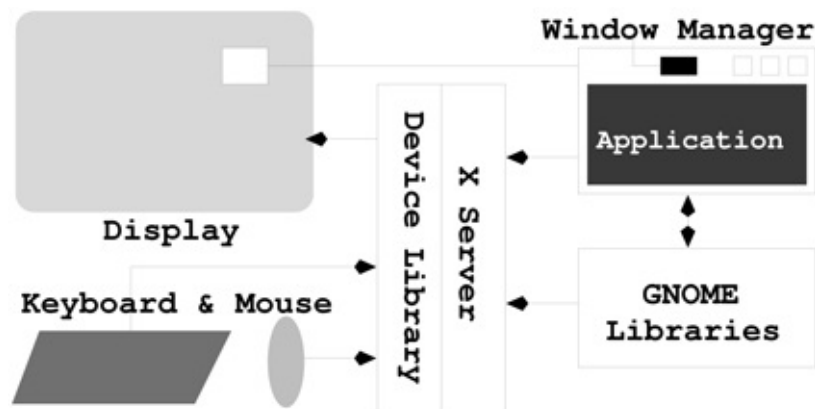 Window Manager
Application
Device Library
X Server
Display
Keyboard & Mouse
GNOME
Libraries